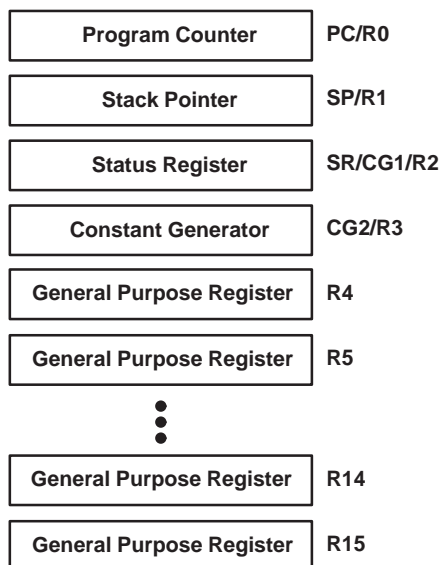 Program Counter PC/R0
Stack Pointer SP/R1
Status Register SR/CG1/R2
Constant Generator CG2/R3
General Purpose Register R4
General Purpose Register R5
General Purpose Register R14
General Purpose Register R15